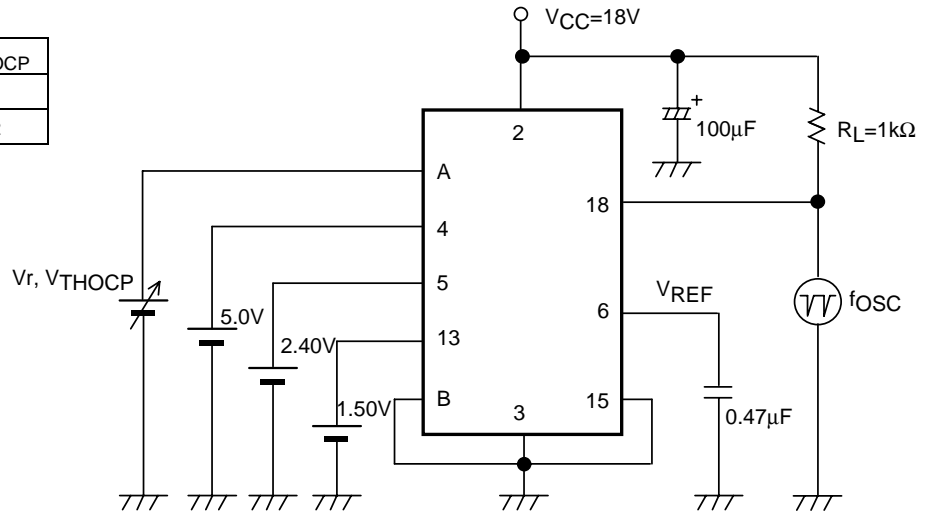 VCC=18V
2
100μF
RL=1kΩ
A
18
4
Vr, VTHOCP
5
VREF
fOSC
6
5.0V
13
2.40V
B
3
15
1.50V
0.47μF